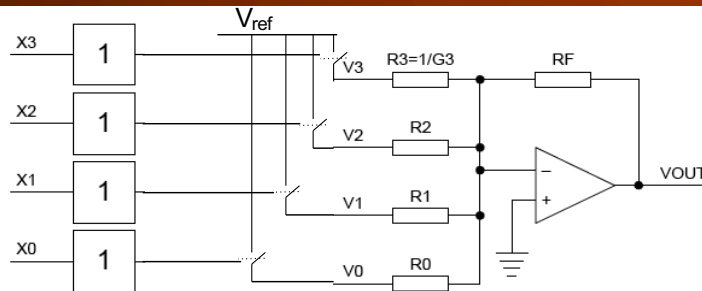 Vref
X3
1
V3
R3=1/G3
RF
X2
1
V2
R2
VOUT
X1
1
V1
R1
X0
1
V0
R0